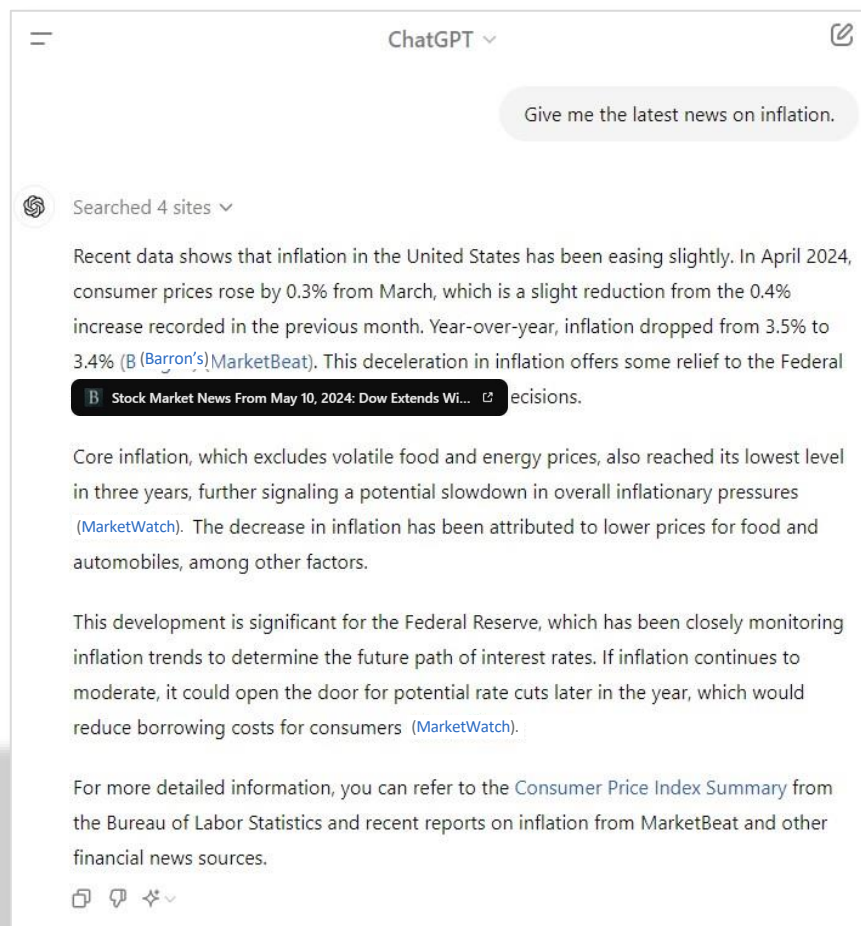 ChatGPT
Give me the latest news on inflation.
Searched 4 sites
Recent data shows that inflation in the United States has been easing slightly. In April 2024,
consumer prices rose by 0.3% from March, which is a slight reduction from the 0.4%
increase recorded in the previous month. Year-over-year, inflation dropped from 3.5% to
3.4% (B (Barron's) (MarketBeat). This deceleration in inflation offers some relief to the Federal
B Stock Market News From May 10, 2024: Dow Extends Wi... ecisions.
Core inflation, which excludes volatile food and energy prices, also reached its lowest level
in three years, further signaling a potential slowdown in overall inflationary pressures
(MarketWatch). The decrease in inflation has been attributed to lower prices for food and
automobiles, among other factors.
This development is significant for the Federal Reserve, which has been closely monitoring
inflation trends to determine the future path of interest rates. If inflation continues to
moderate, it could open the door for potential rate cuts later in the year, which would
reduce borrowing costs for consumers (MarketWatch).
For more detailed information, you can refer to the Consumer Price Index Summary from
the Bureau of Labor Statistics and recent reports on inflation from MarketBeat and other
financial news sources.